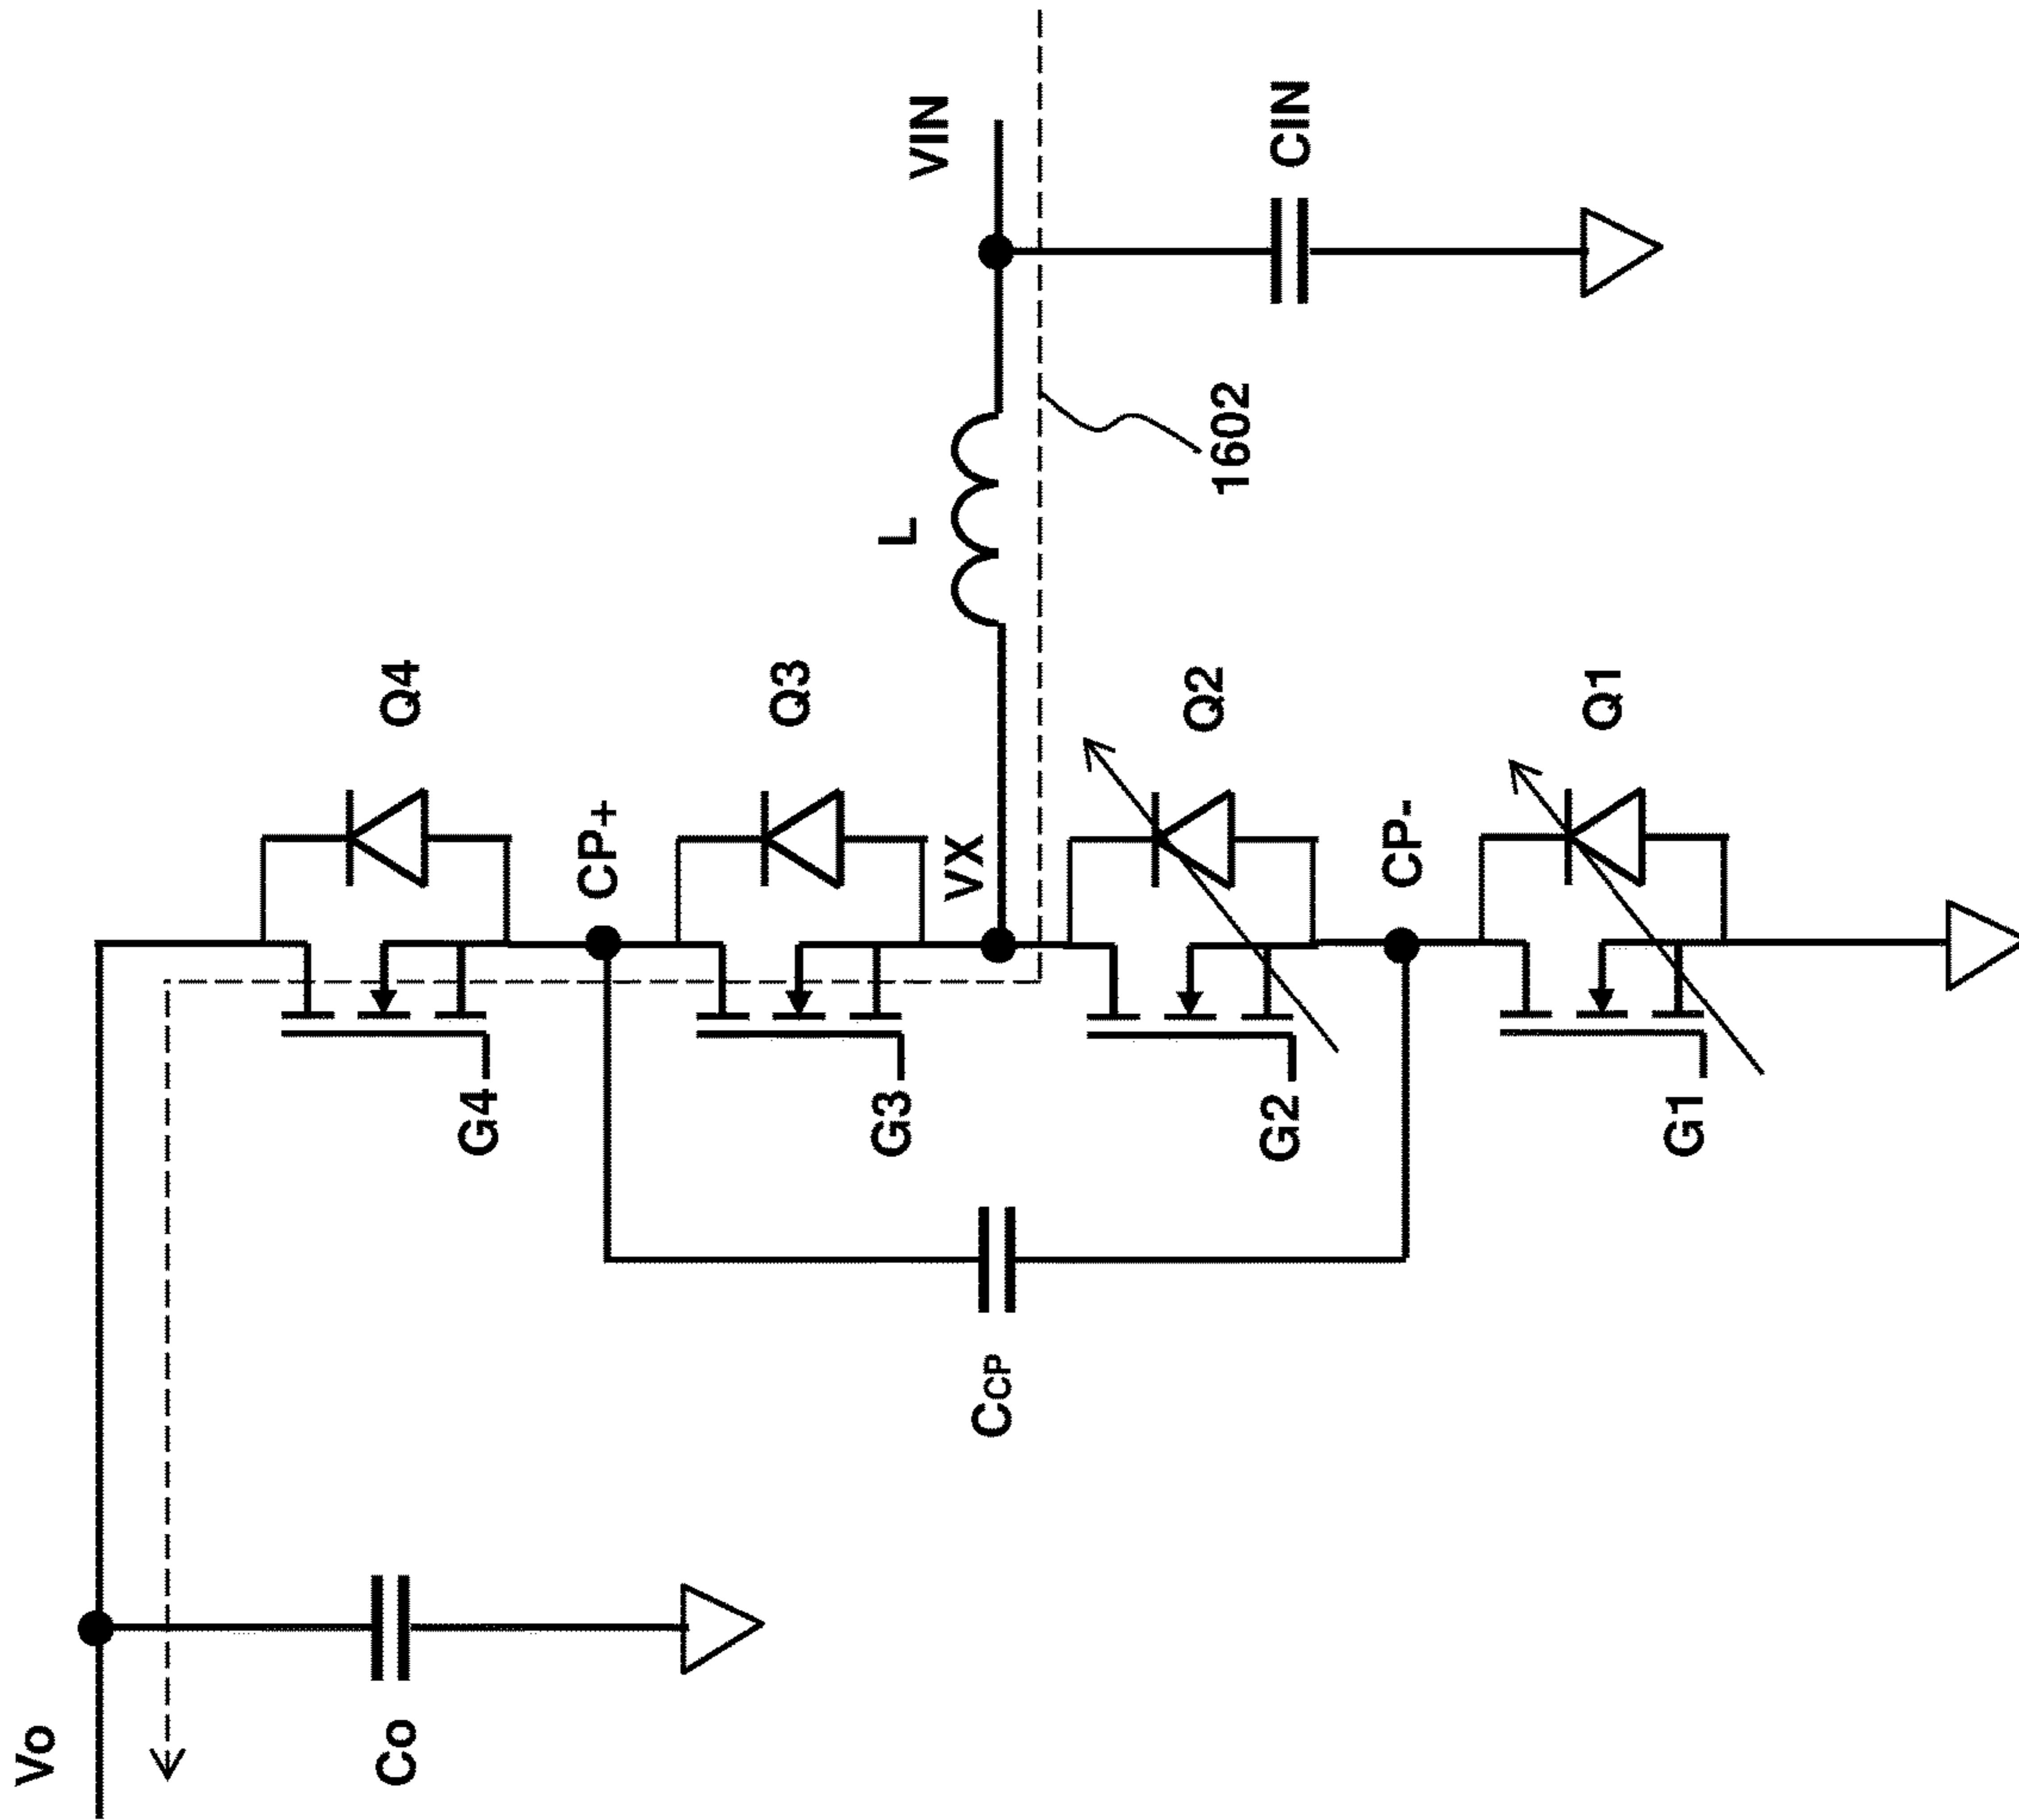 Vo
Co
CCP
G4
G3
G2
G1
Q4
CP+
Q3
VX
Q2
CP-
Q1
L
1602
VIN
CIN